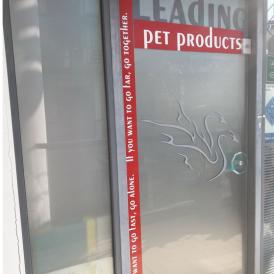 LEADING
PET PRODUCTS
WANT TO GO FAST, GO ALONE. IF YOU WANT TO GO FAR, GO TOGETHER.